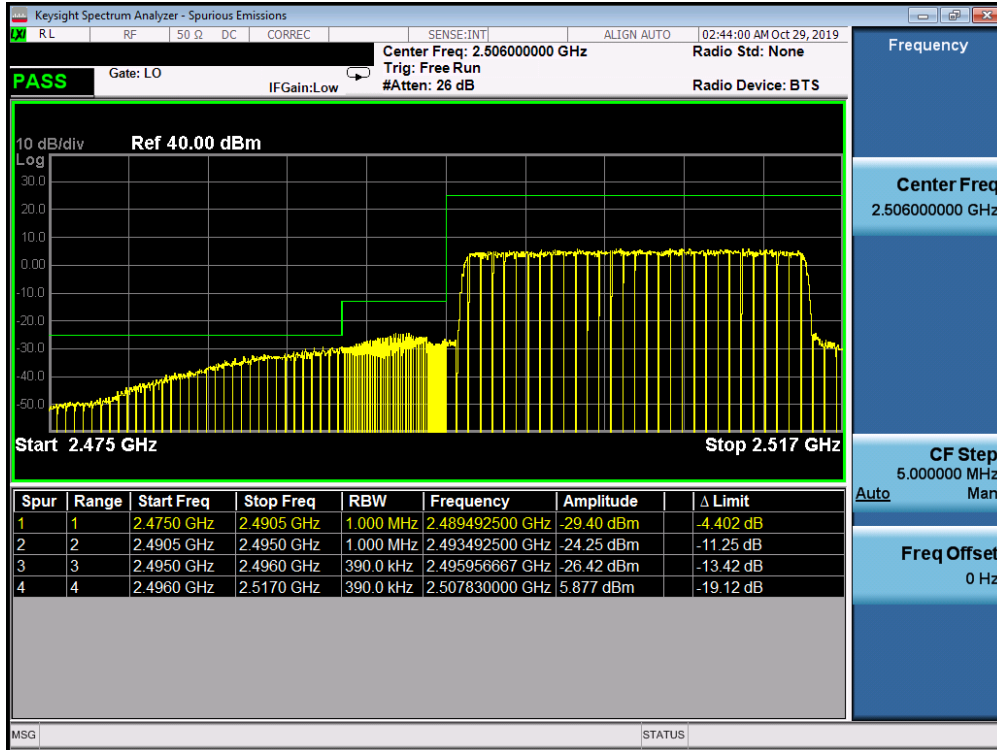 Keysight Spectrum Analyzer - Spurious Emissions
LXI RL RF 50 Ω DC CORREC SENSE:INT ALIGN AUTO 02:44:00 AM Oct 29, 2019
Center Freq: 2.506000000 GHz Radio Std: None
PASS Gate: LO Trig: Free Run
IFGain:Low #Atten: 26 dB Radio Device: BTS
10 dB/div Ref 40.00 dBm
Log
30.0
20.0
10.0
0.00
-10.0
-20.0
-30.0
-40.0
-50.0
Start 2.475 GHz Stop 2.517 GHz
Spur Range Start Freq Stop Freq RBW Frequency Amplitude Δ Limit
1 1 2.4750 GHz 2.4905 GHz 1.000 MHz 2.489492500 GHz -29.40 dBm -4.402 dB
2 2 2.4905 GHz 2.4950 GHz 1.000 MHz 2.493492500 GHz -24.25 dBm -11.25 dB
3 3 2.4950 GHz 2.4960 GHz 390.0 kHz 2.495956667 GHz -26.42 dBm -13.42 dB
4 4 2.4960 GHz 2.5170 GHz 390.0 kHz 2.507830000 GHz 5.877 dBm -19.12 dB
MSG STATUS
Frequency
Center Freq
2.506000000 GHz
CF Step
5.000000 MHz
Auto Man
Freq Offset
0 Hz